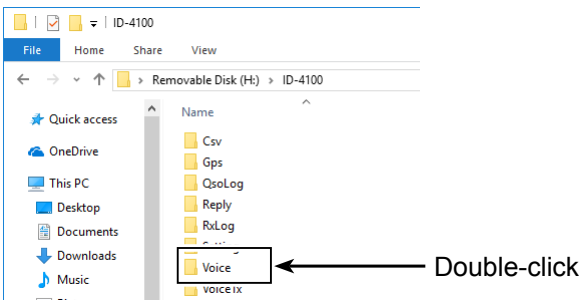 ID-4100
File Home Share View
Removable Disk (H:) > ID-4100
Name
Quick access
OneDrive
This PC
Desktop
Documents
Downloads
Music
Csv
Gps
QsoLog
Reply
RxLog
Voice
VoiceTx
Double-click